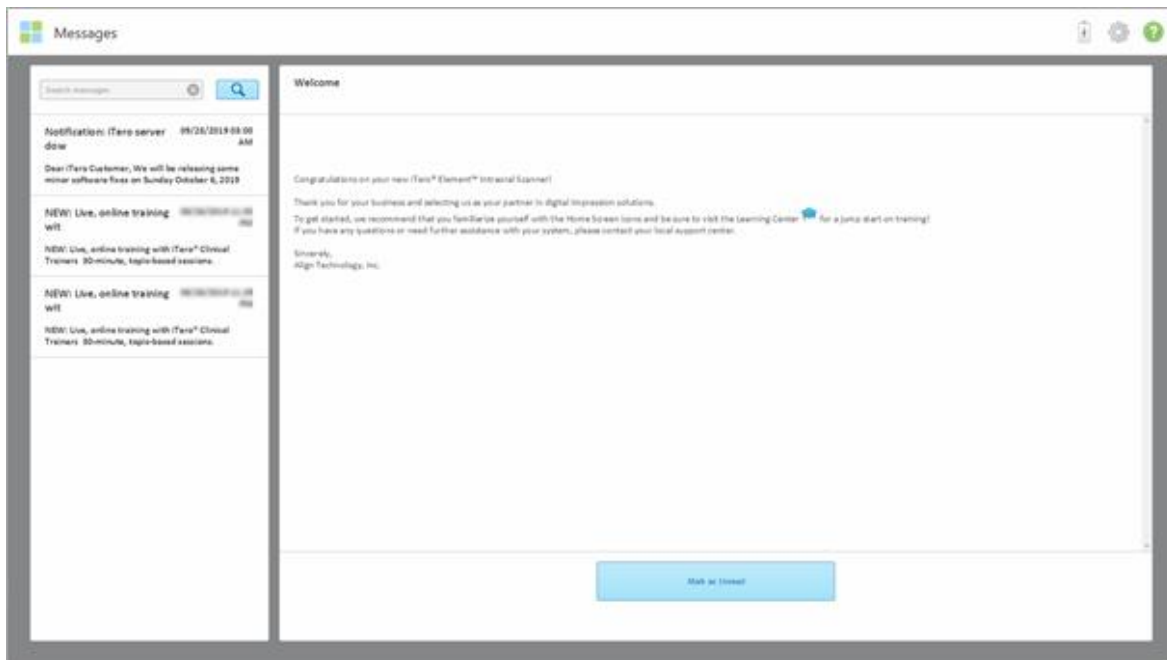 Messages
Search messages
Notification: iTero server 09/28/2019 03:00
dow AM
Dear iTero Customer, We will be releasing some
minor software fixes on Sunday October 6, 2019
NEW: Live, online training
wit
NEW: Live, online training with iTero® Clinical
Trainers 30-minute, topic-based sessions.
NEW: Live, online training
wit
NEW: Live, online training with iTero® Clinical
Trainers 30-minute, topic-based sessions.
Welcome
Congratulations on your new iTero® Element™ Intraoral Scanner!
Thank you for your business and selecting us as your partner in digital impression solutions.
To get started, we recommend that you familiarize yourself with the Home Screen icons and be sure to visit the Learning Center for a jump start on training!
If you have any questions or need further assistance with your system, please contact your local support center.
Sincerely,
Align Technology, Inc.
Mark as Unread